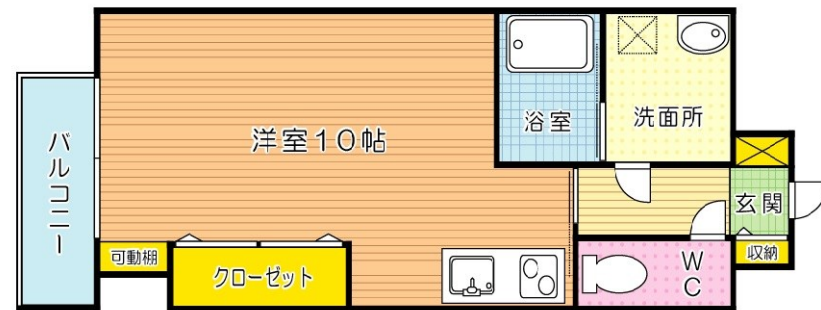 バルコニー
洋室10帖
浴室
洗面所
玄関
可動棚
クローゼット
WC
収納